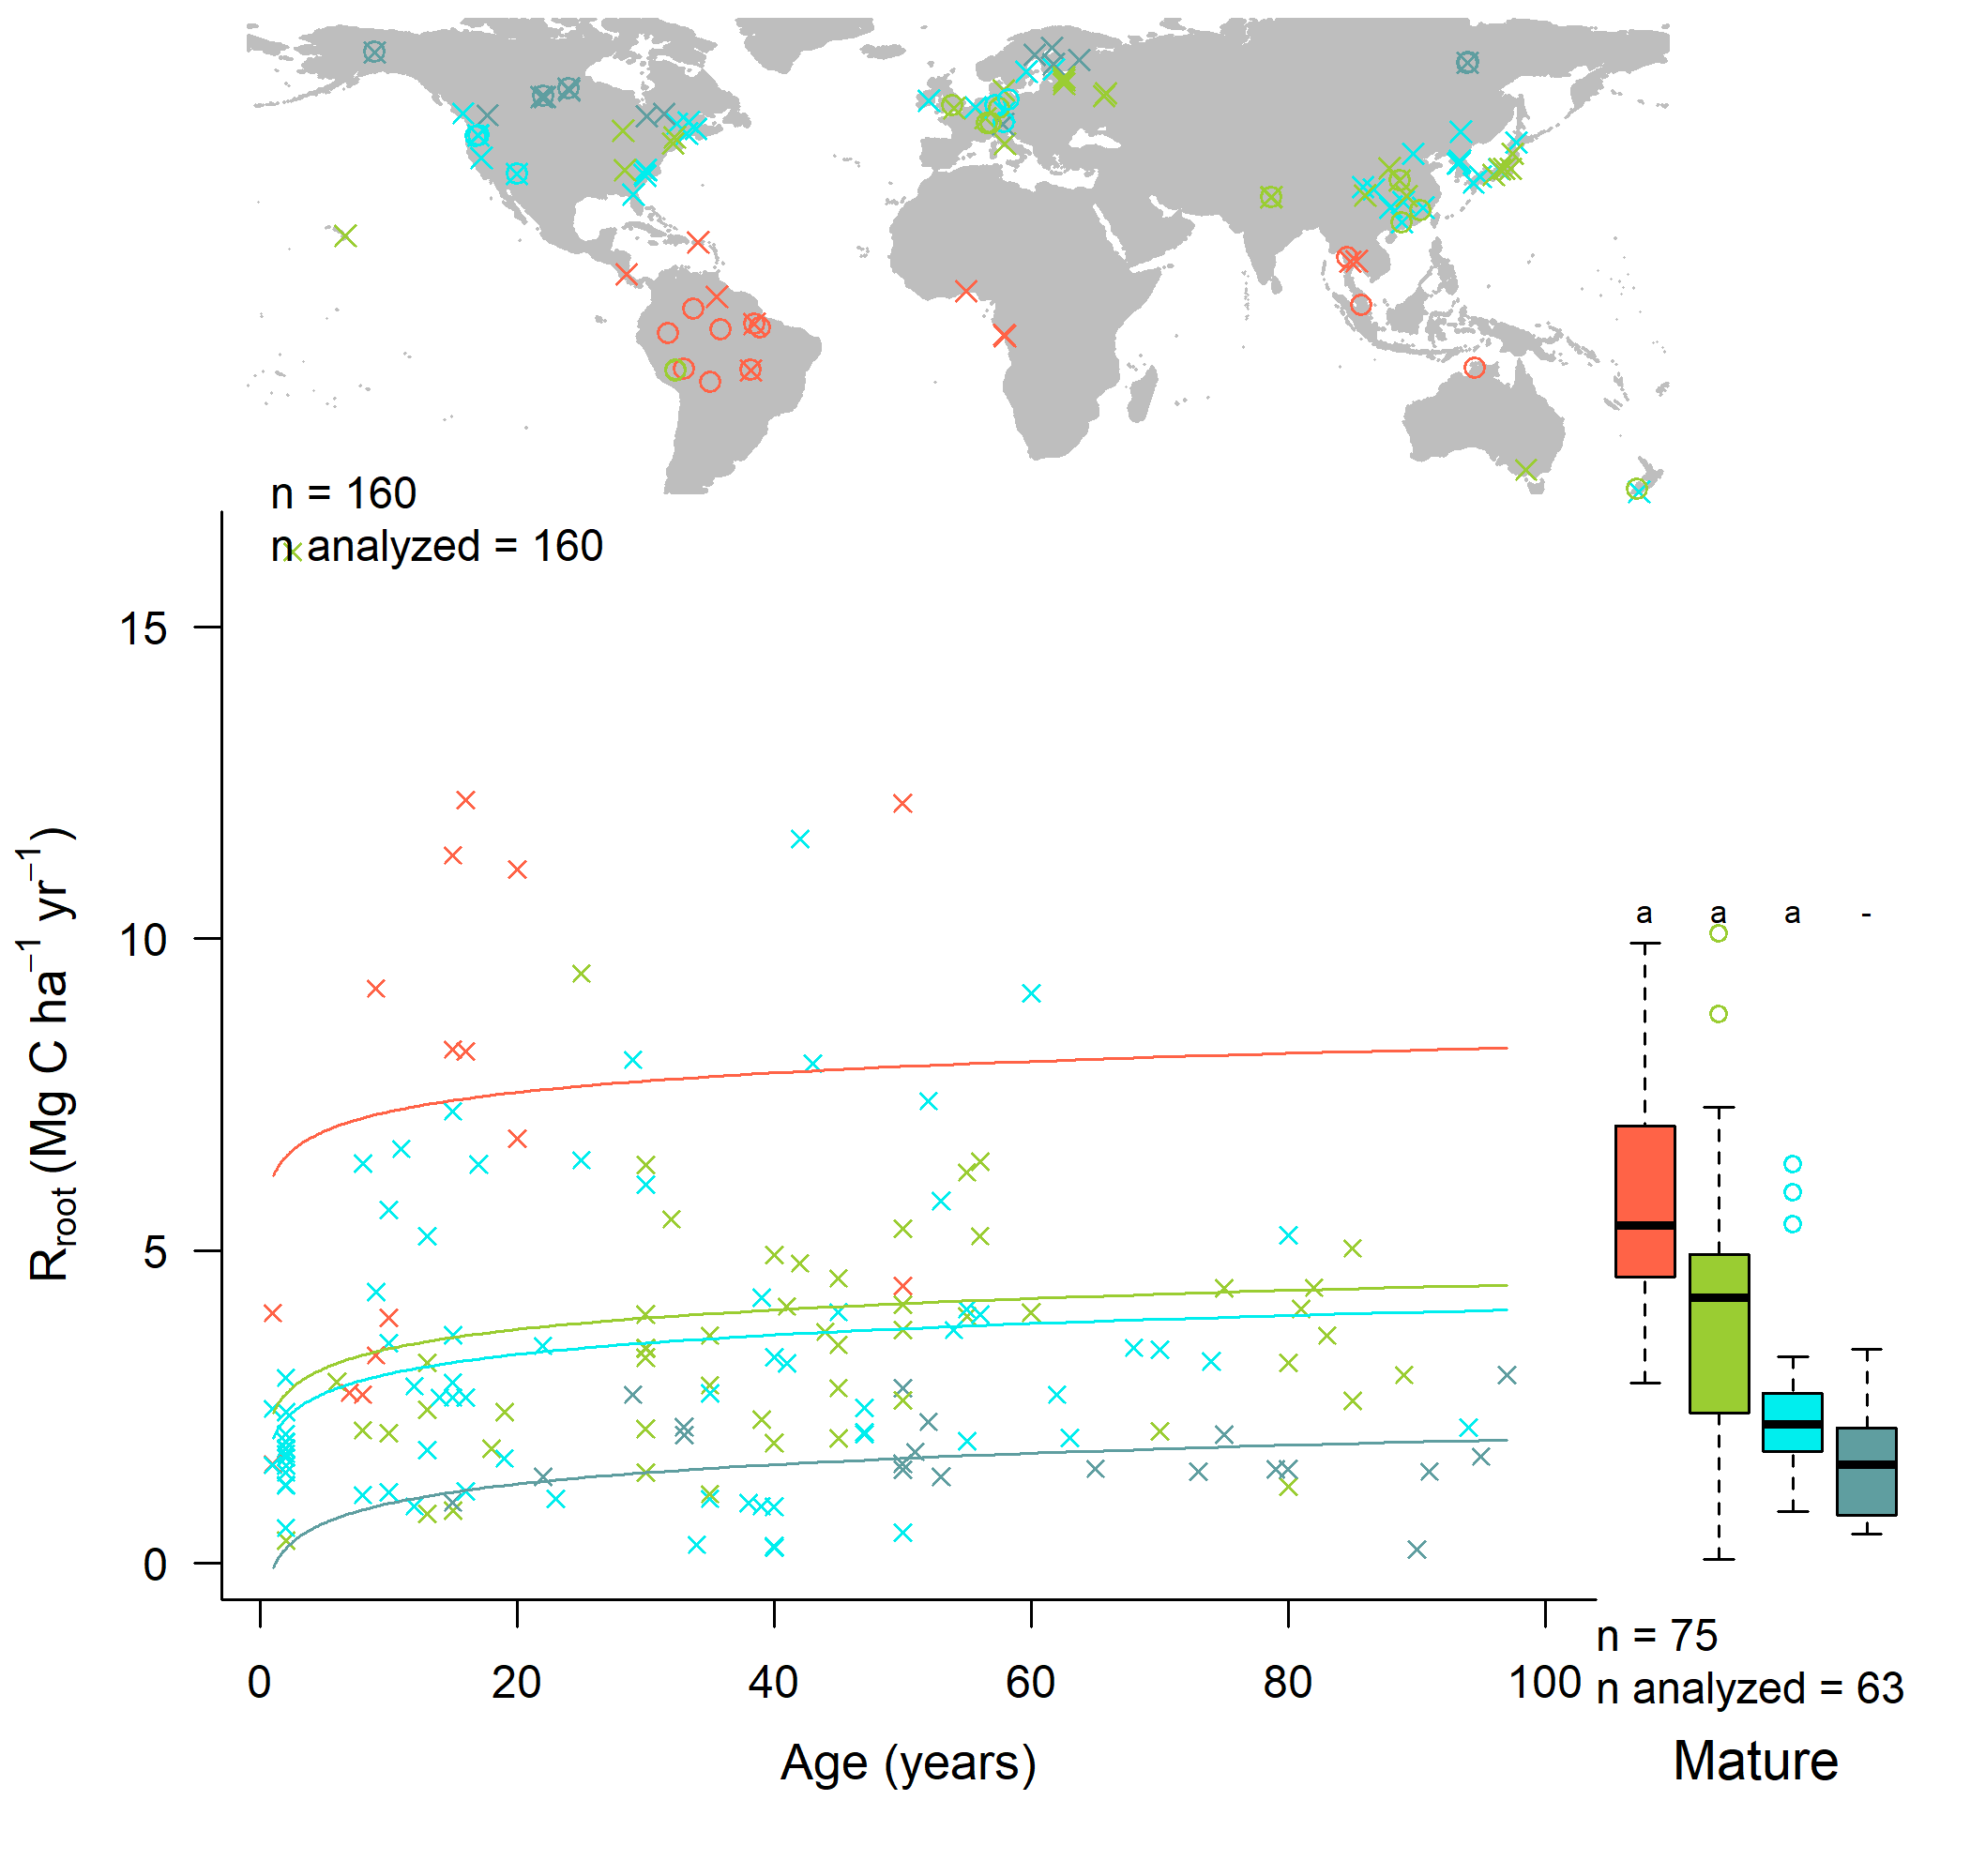 n = 160
n analyzed = 160
15
10
5
0
R_root (Mg C ha⁻¹ yr⁻¹)
a a a -
0 20 40 60 80 100
Age (years)
n = 75
n analyzed = 63
Mature